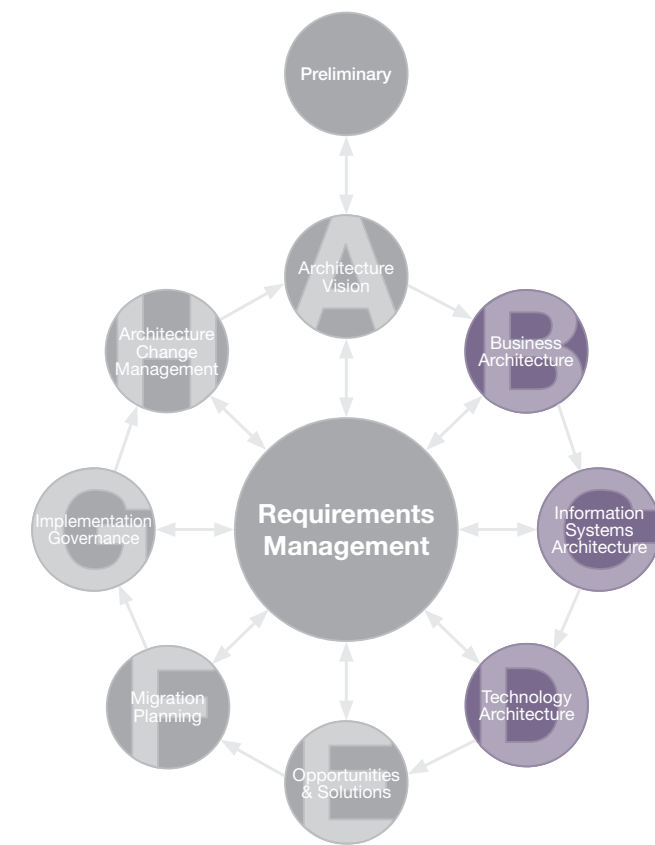 Preliminary
A
Architecture
Vision
B
Business
Architecture
C
Information
Systems
Architecture
D
Technology
Architecture
E
Opportunities
& Solutions
F
Migration
Planning
G
Implementation
Governance
H
Architecture
Change
Management
Requirements
Management